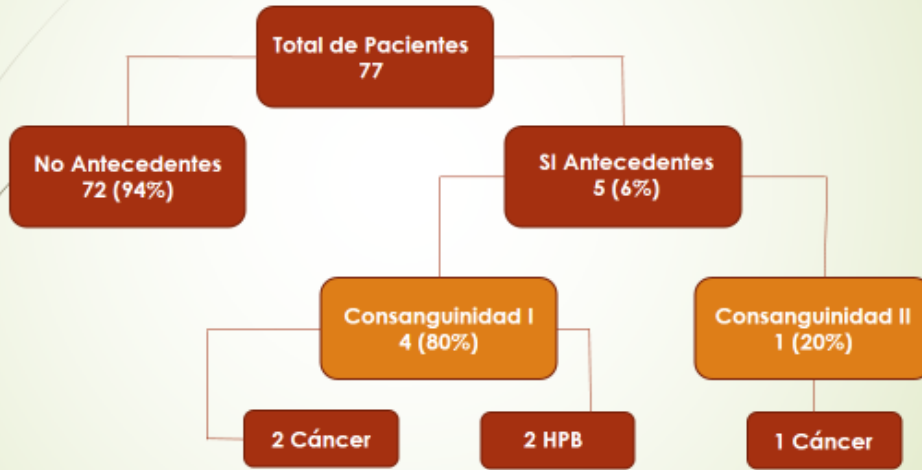 Total de Pacientes
77
No Antecedentes
72 (94%)
SI Antecedentes
5 (6%)
Consanguinidad I
4 (80%)
Consanguinidad II
1 (20%)
2 Cáncer
2 HPB
1 Cáncer